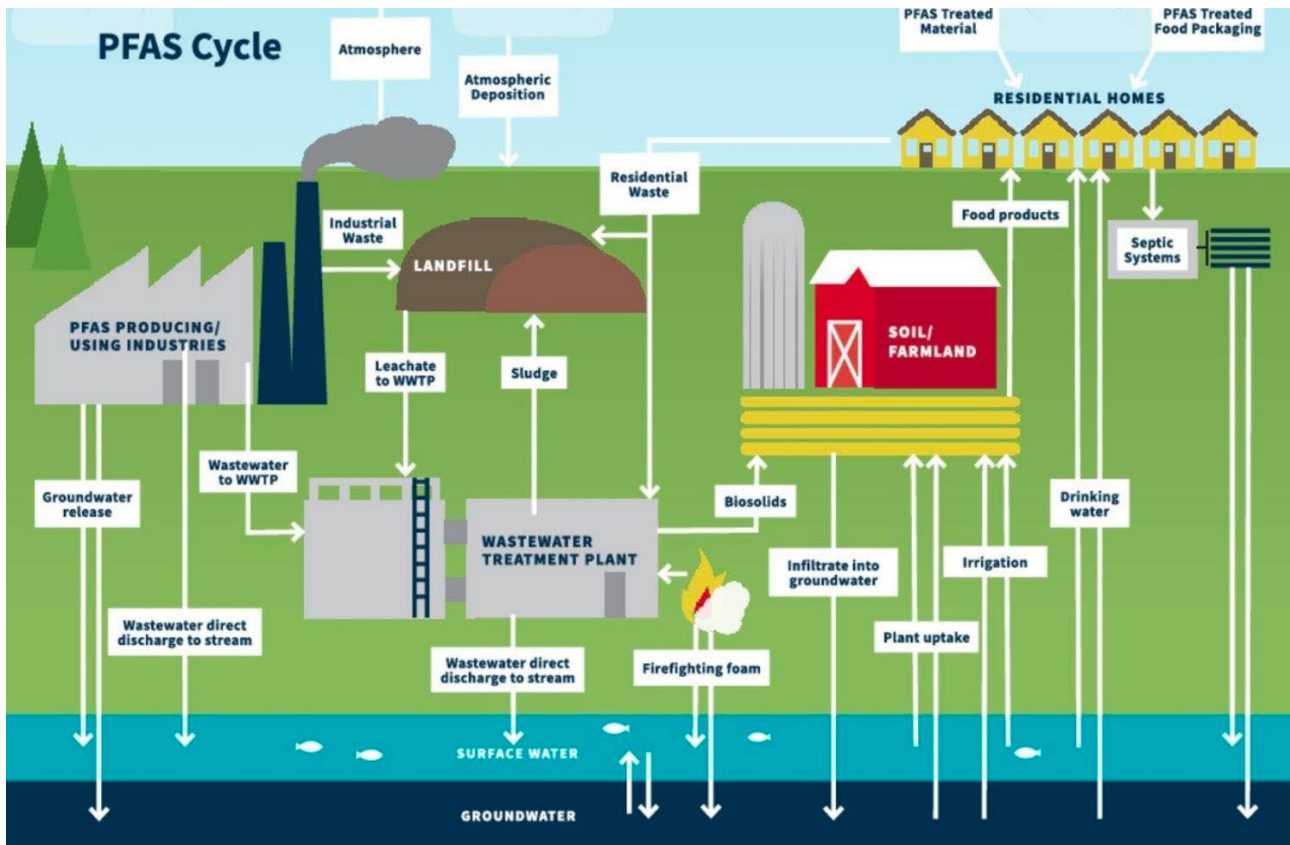 PFAS Cycle
Atmosphere
Atmospheric
Deposition
PFAS Treated
Material
PFAS Treated
Food Packaging
RESIDENTIAL HOMES
Residential
Waste
Industrial
Waste
LANDFILL
Food products
Septic
Systems
PFAS PRODUCING/
USING INDUSTRIES
SOIL/
FARMLAND
Leachate
to WWTP
Sludge
Wastewater
to WWTP
Groundwater
release
Biosolids
Drinking
water
WASTEWATER
TREATMENT PLANT
Infiltrate into
groundwater
Irrigation
Wastewater direct
discharge to stream
Plant uptake
Wastewater direct
discharge to stream
Firefighting foam
SURFACE WATER
GROUNDWATER